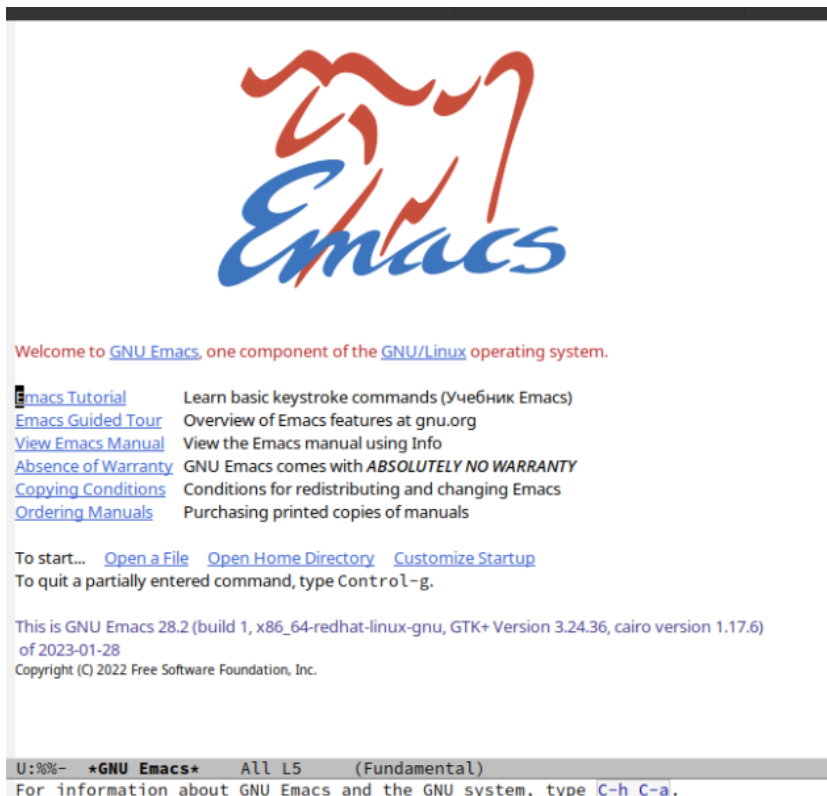 Emacs
Welcome to GNU Emacs, one component of the GNU/Linux operating system.
Emacs Tutorial Learn basic keystroke commands (Учебник Emacs)
Emacs Guided Tour Overview of Emacs features at gnu.org
View Emacs Manual View the Emacs manual using Info
Absence of Warranty GNU Emacs comes with ABSOLUTELY NO WARRANTY
Copying Conditions Conditions for redistributing and changing Emacs
Ordering Manuals Purchasing printed copies of manuals
To start... Open a File Open Home Directory Customize Startup
To quit a partially entered command, type Control-g.
This is GNU Emacs 28.2 (build 1, x86_64-redhat-linux-gnu, GTK+ Version 3.24.36, cairo version 1.17.6)
of 2023-01-28
Copyright (C) 2022 Free Software Foundation, Inc.
U:%%- *GNU Emacs* All L5 (Fundamental)
For information about GNU Emacs and the GNU system, type C-h C-a.